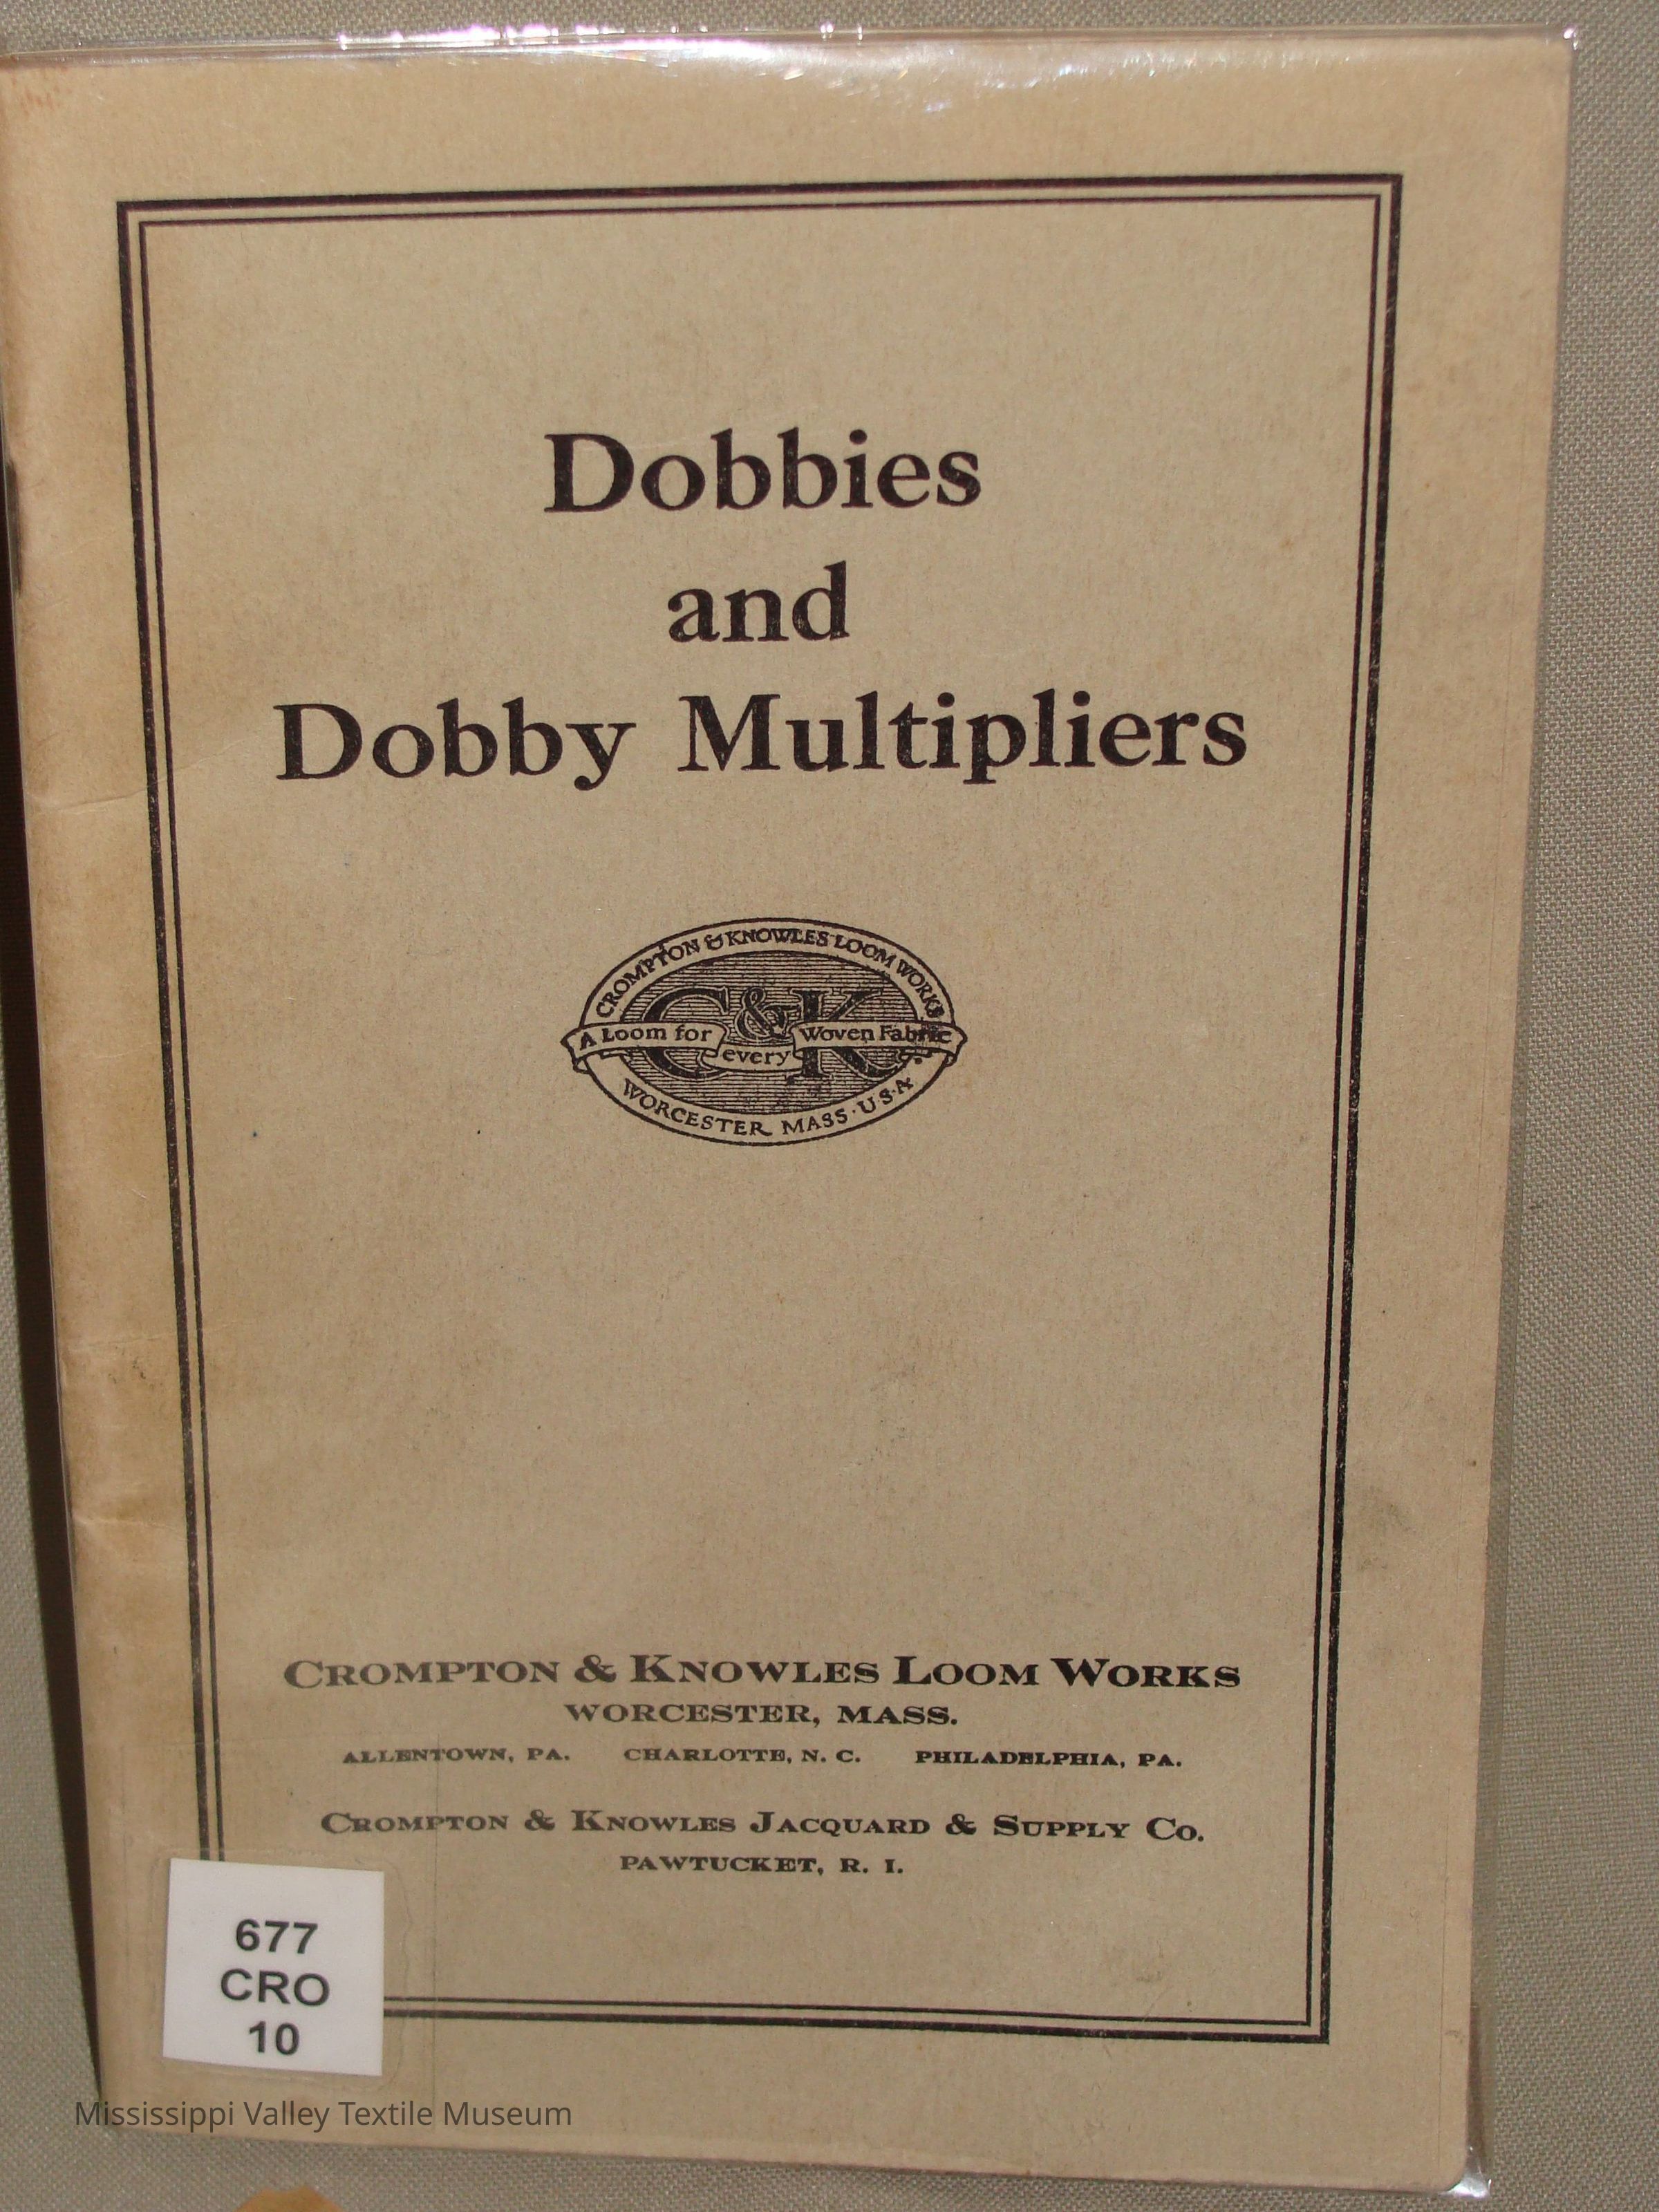 Dobbies
and
Dobby Multipliers
CROMPTON & KNOWLES LOOM WORKS
C&K
A Loom for every Woven Fabric
WORCESTER MASS·U·S·A·
CROMPTON & KNOWLES LOOM WORKS
WORCESTER, MASS.
ALLENTOWN, PA. CHARLOTTE, N. C. PHILADELPHIA, PA.
CROMPTON & KNOWLES JACQUARD & SUPPLY CO.
PAWTUCKET, R. I.
677
CRO
10
Mississippi Valley Textile Museum